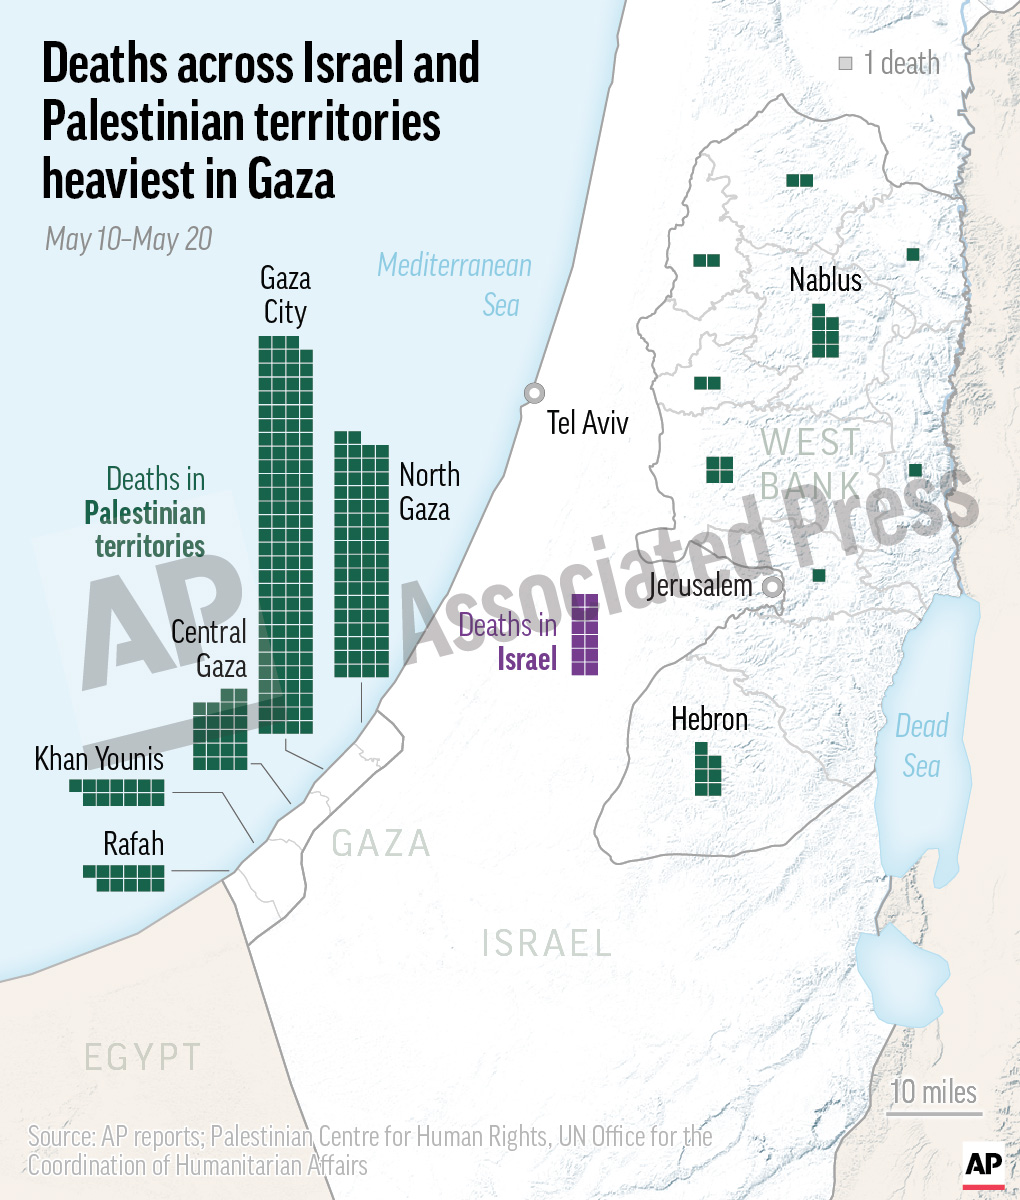 Deaths across Israel and
Palestinian territories
heaviest in Gaza
May 10–May 20
1 death
Mediterranean
Sea
Gaza
City
Nablus
Tel Aviv
WEST
BANK
North
Gaza
Deaths in
Palestinian
territories
AP Associated Press
Jerusalem
Deaths in
Israel
Central
Gaza
Hebron
Dead
Sea
Khan Younis
Rafah
GAZA
ISRAEL
EGYPT
10 miles
Source: AP reports; Palestinian Centre for Human Rights, UN Office for the
Coordination of Humanitarian Affairs
AP